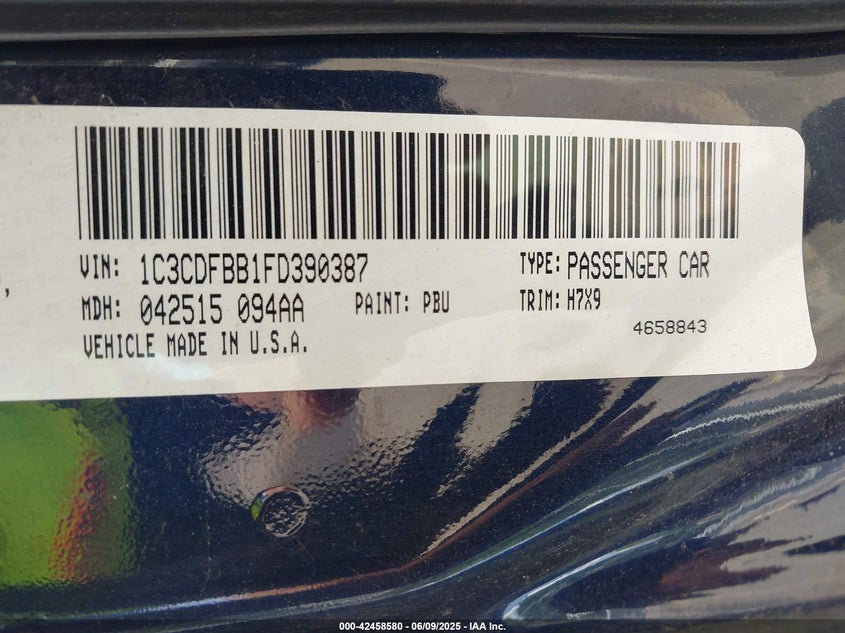 VIN: 1C3CDFBB1FD390387 TYPE: PASSENGER CAR
MDH: 042515 094AA PAINT: PBU TRIM: H7X9
4658843
VEHICLE MADE IN U.S.A.
000-42458580 - 06/09/2025 - IAA Inc.